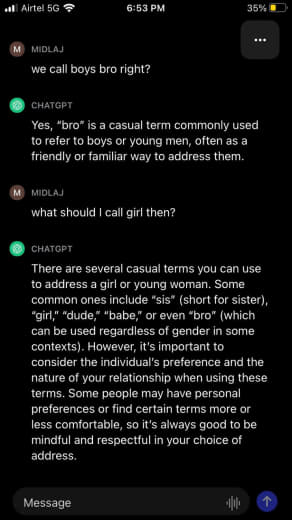 Airtel 5G 6:53 PM 35%
M MIDLAJ
we call boys bro right?
CHATGPT
Yes, “bro” is a casual term commonly used
to refer to boys or young men, often as a
friendly or familiar way to address them.
M MIDLAJ
what should I call girl then?
CHATGPT
There are several casual terms you can use
to address a girl or young woman. Some
common ones include “sis” (short for sister),
“girl,” “dude,” “babe,” or even “bro” (which
can be used regardless of gender in some
contexts). However, it’s important to
consider the individual’s preference and the
nature of your relationship when using these
terms. Some people may have personal
preferences or find certain terms more or
less comfortable, so it’s always good to be
mindful and respectful in your choice of
address.
Message